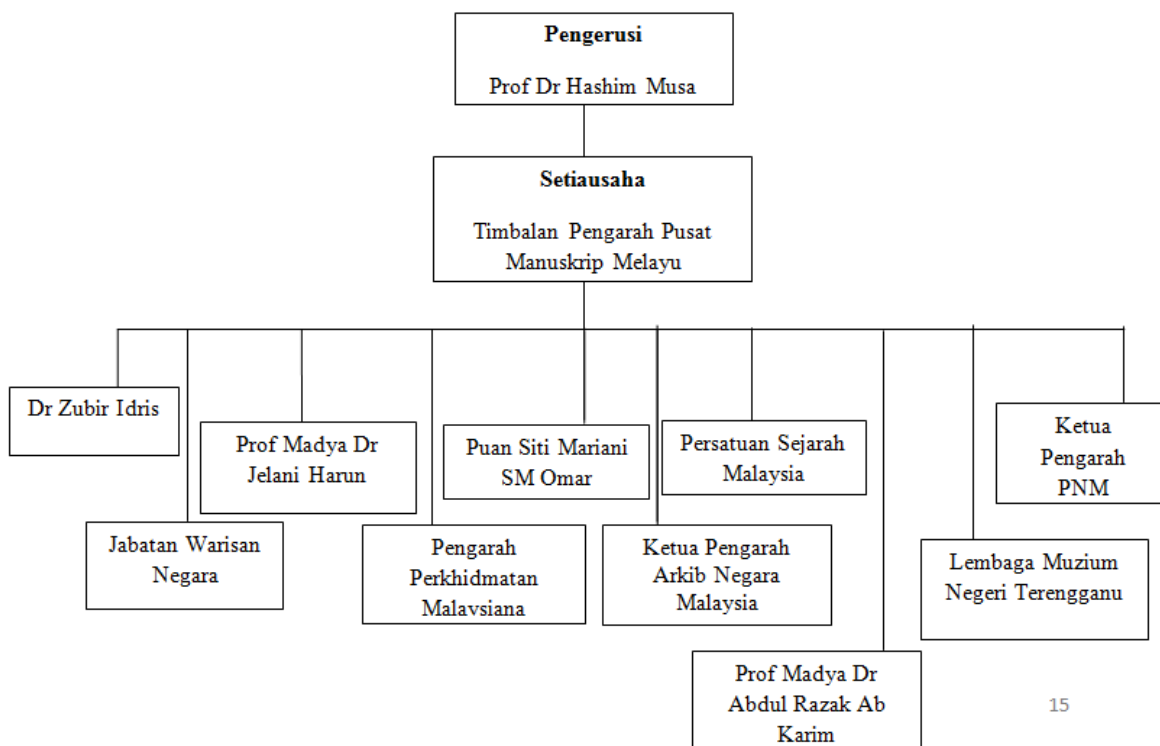 Pengerusi
Prof Dr Hashim Musa
Setiausaha
Timbalan Pengarah Pusat
Manuskrip Melayu
Dr Zubir Idris
Jabatan Warisan
Negara
Prof Madya Dr
Jelani Harun
Pengarah
Perkhidmatan
Malaysiana
Puan Siti Mariani
SM Omar
Ketua Pengarah
Arkib Negara
Malaysia
Persatuan Sejarah
Malaysia
Prof Madya Dr
Abdul Razak Ab
Karim
Lembaga Muzium
Negeri Terengganu
Ketua
Pengarah
PNM
15